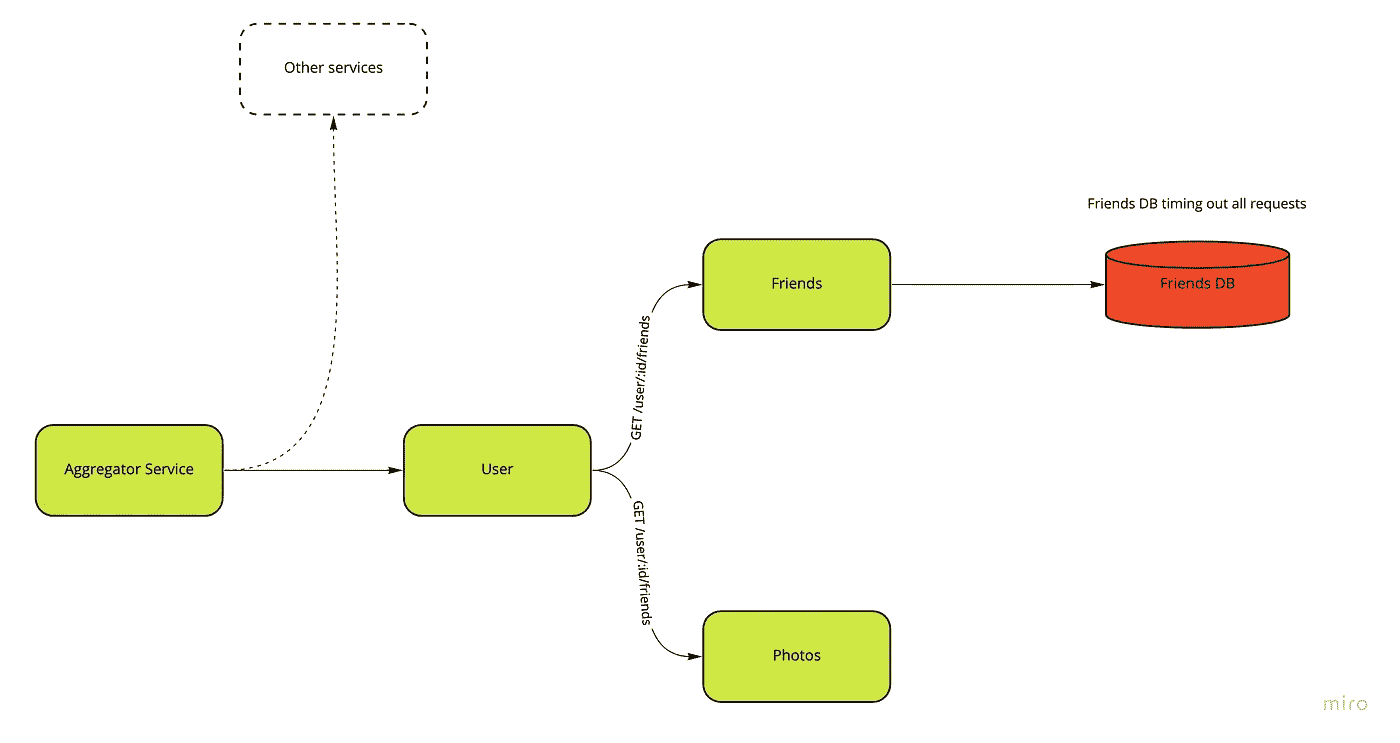 Other services
Friends DB timing out all requests
Friends
Friends DB
GET /user/:id/friends
Aggregator Service
User
GET /user/:id/friends
Photos
miro